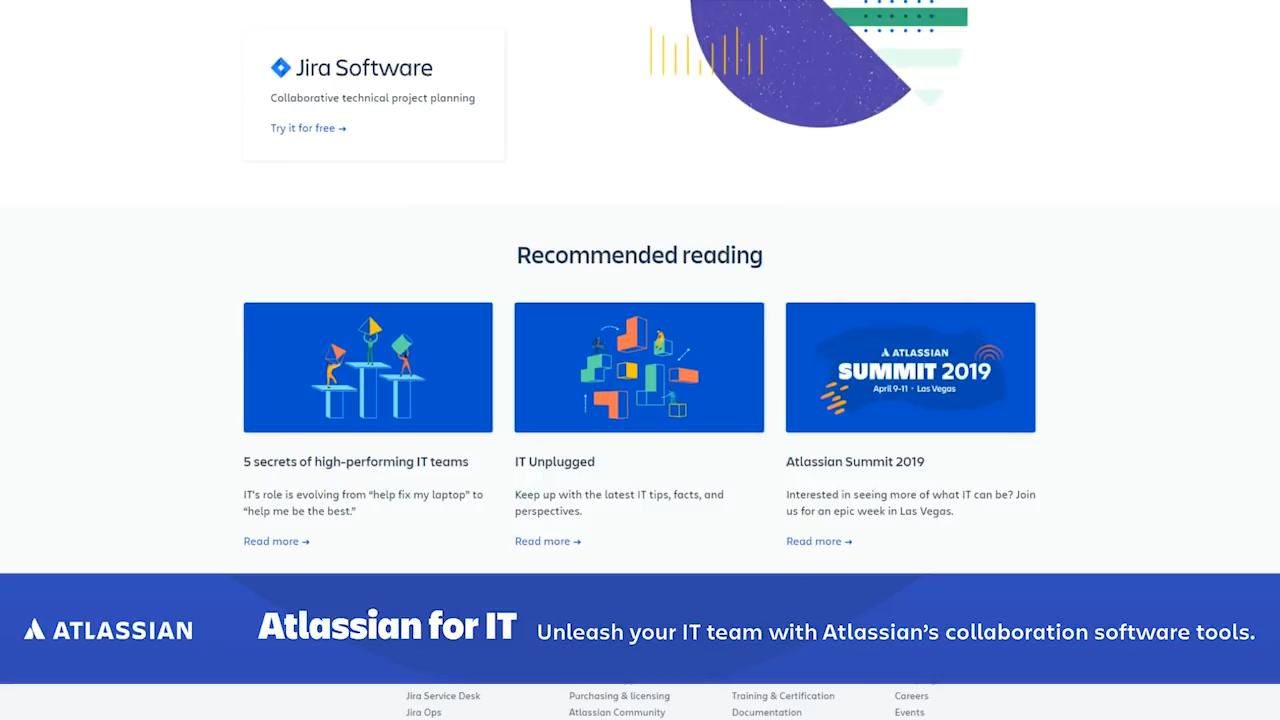 Jira Software
Collaborative technical project planning
Try it for free →
Recommended reading
ATLASSIAN
SUMMIT 2019
April 9-11 · Las Vegas
5 secrets of high-performing IT teams
IT's role is evolving from “help fix my laptop” to
“help me be the best.”
Read more →
IT Unplugged
Keep up with the latest IT tips, facts, and
perspectives.
Read more →
Atlassian Summit 2019
Interested in seeing more of what IT can be? Join
us for an epic week in Las Vegas.
Read more →
ATLASSIAN
Atlassian for IT Unleash your IT team with Atlassian’s collaboration software tools.
Jira Service Desk
Jira Ops
Purchasing & licensing
Atlassian Community
Training & Certification
Documentation
Careers
Events